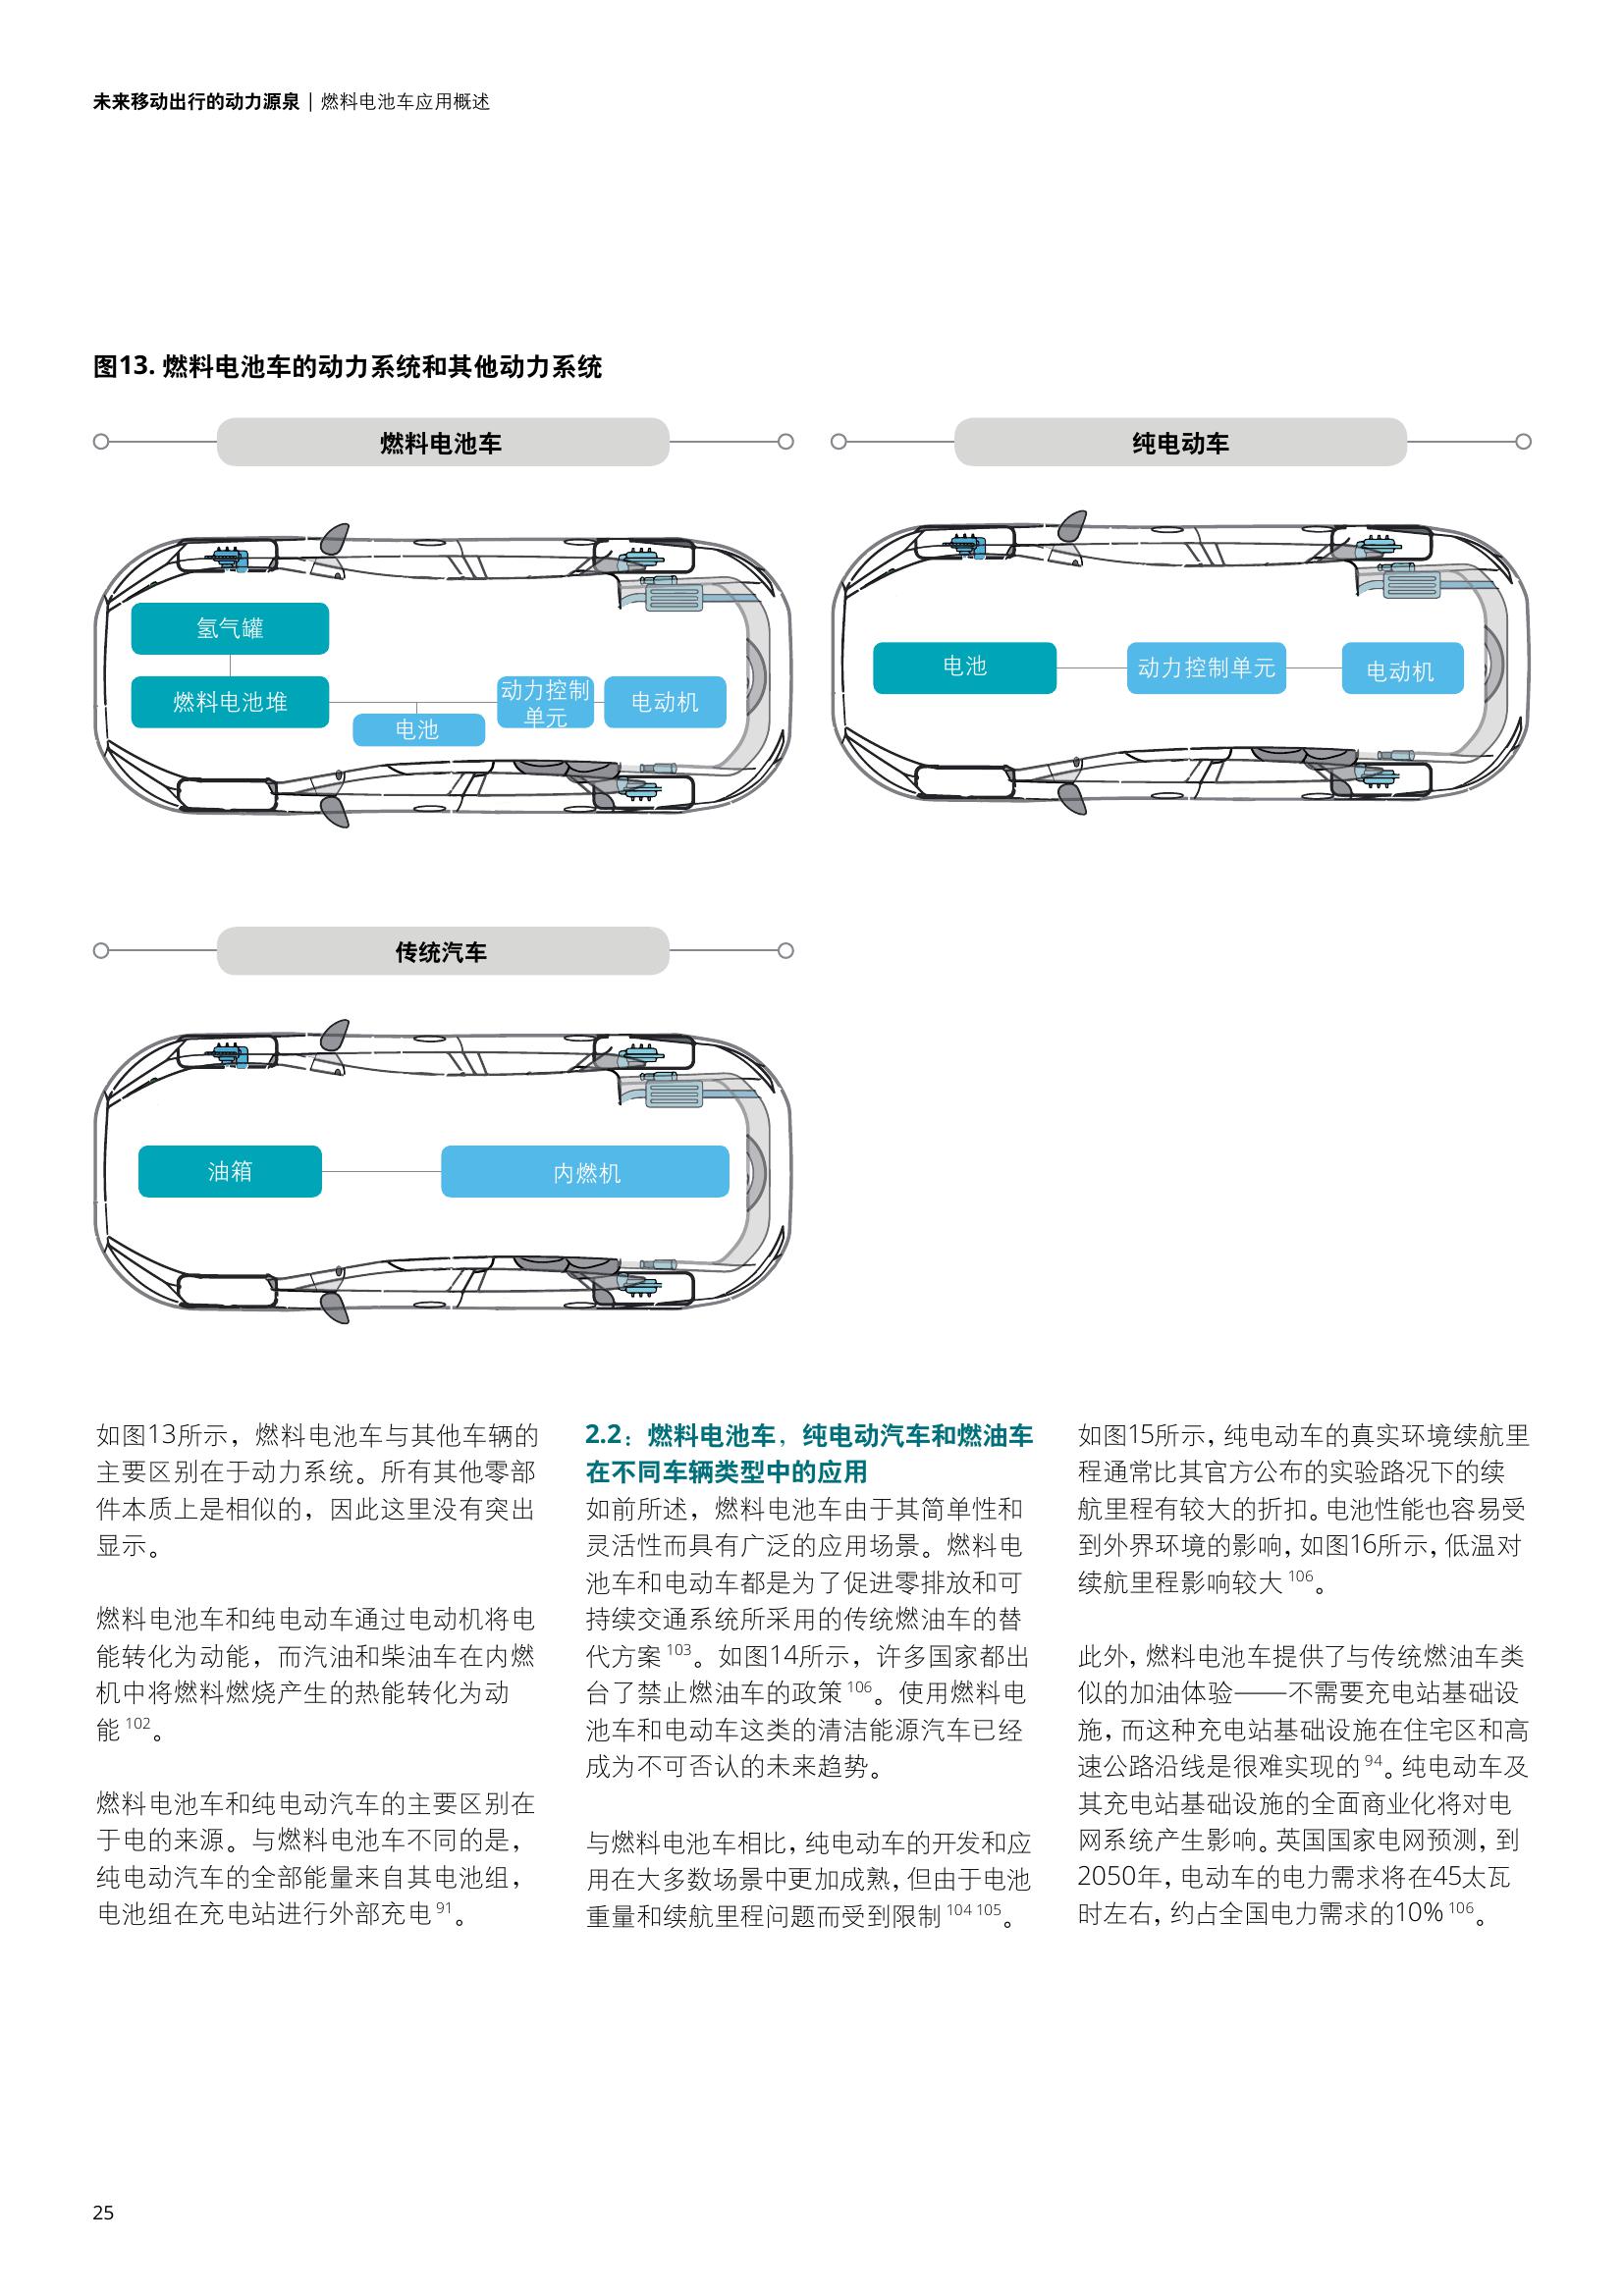 未来移动出行的动力源泉 | 燃料电池车应用概述
图13. 燃料电池车的动力系统和其他动力系统
燃料电池车
氢气罐
燃料电池堆
电池
动力控制
单元
电动机
纯电动车
电池
动力控制单元
电动机
传统汽车
油箱
内燃机
如图13所示，燃料电池车与其他车辆的
主要区别在于动力系统。所有其他零部
件本质上是相似的，因此这里没有突出
显示。
燃料电池车和纯电动车通过电动机将电
能转化为动能，而汽油和柴油车在内燃
机中将燃料燃烧产生的热能转化为动
能 102。
燃料电池车和纯电动汽车的主要区别在
于电的来源。与燃料电池车不同的是，
纯电动汽车的全部能量来自其电池组，
电池组在充电站进行外部充电 91。
2.2：燃料电池车，纯电动汽车和燃油车
在不同车辆类型中的应用
如前所述，燃料电池车由于其简单性和
灵活性而具有广泛的应用场景。燃料电
池车和电动车都是为了促进零排放和可
持续交通系统所采用的传统燃油车的替
代方案 103。如图14所示，许多国家都出
台了禁止燃油车的政策 106。使用燃料电
池车和电动车这类的清洁能源汽车已经
成为不可否认的未来趋势。
与燃料电池车相比，纯电动车的开发和应
用在大多数场景中更加成熟，但由于电池
重量和续航里程问题而受到限制 104 105。
如图15所示，纯电动车的真实环境续航里
程通常比其官方公布的实验路况下的续
航里程有较大的折扣。电池性能也容易受
到外界环境的影响，如图16所示，低温对
续航里程影响较大 106。
此外，燃料电池车提供了与传统燃油车类
似的加油体验——不需要充电站基础设
施，而这种充电站基础设施在住宅区和高
速公路沿线是很难实现的 94。纯电动车及
其充电站基础设施的全面商业化将对电
网系统产生影响。英国国家电网预测，到
2050年，电动车的电力需求将在45太瓦
时左右，约占全国电力需求的10% 106。
25